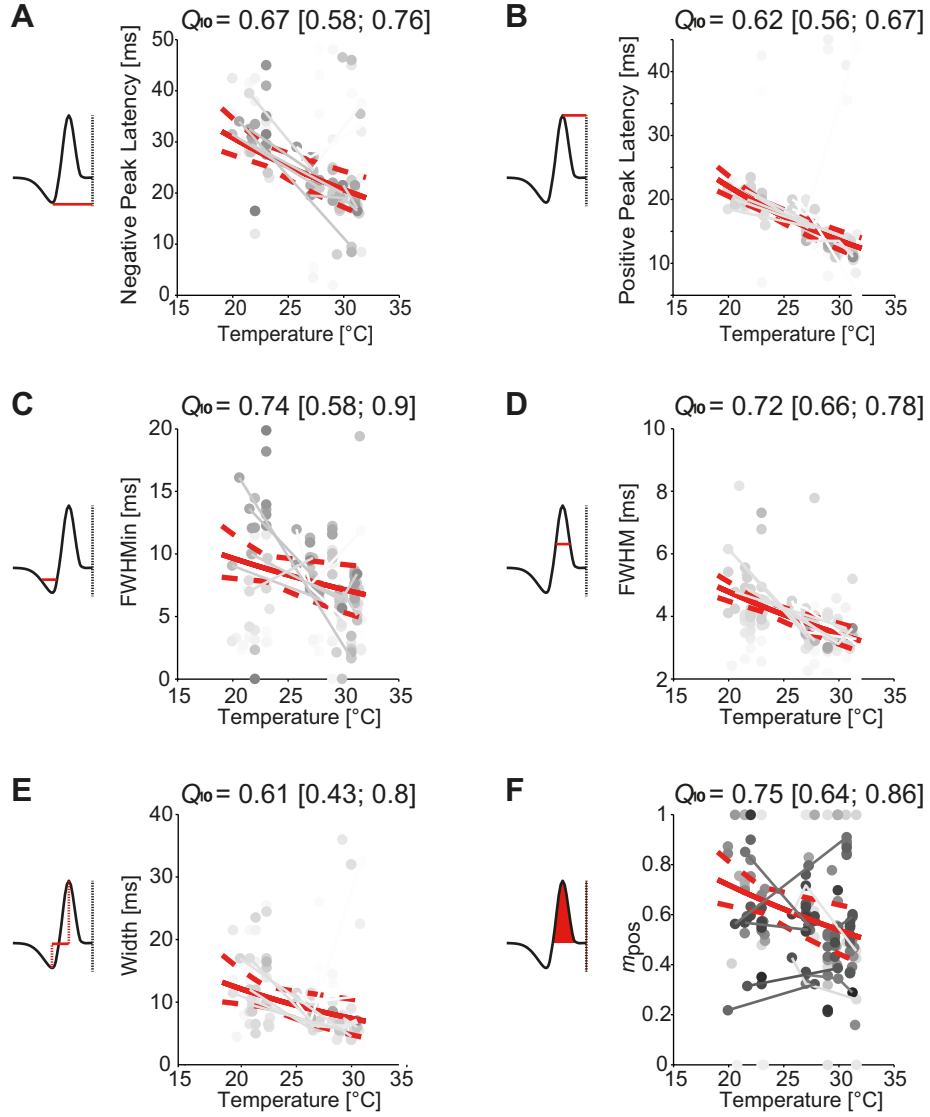 A
Q10 = 0.67 [0.58; 0.76]
Negative Peak Latency [ms]
50
40
30
20
10
0
15 20 25 30 35
Temperature [°C]
B
Q10 = 0.62 [0.56; 0.67]
Positive Peak Latency [ms]
40
30
20
10
15 20 25 30 35
Temperature [°C]
C
Q10 = 0.74 [0.58; 0.9]
FWHMin [ms]
20
15
10
5
0
15 20 25 30 35
Temperature [°C]
D
Q10 = 0.72 [0.66; 0.78]
FWHM [ms]
10
8
6
4
2
15 20 25 30 35
Temperature [°C]
E
Q10 = 0.61 [0.43; 0.8]
Width [ms]
40
30
20
10
0
15 20 25 30 35
Temperature [°C]
F
Q10 = 0.75 [0.64; 0.86]
mpos
1
0.8
0.6
0.4
0.2
0
15 20 25 30 35
Temperature [°C]